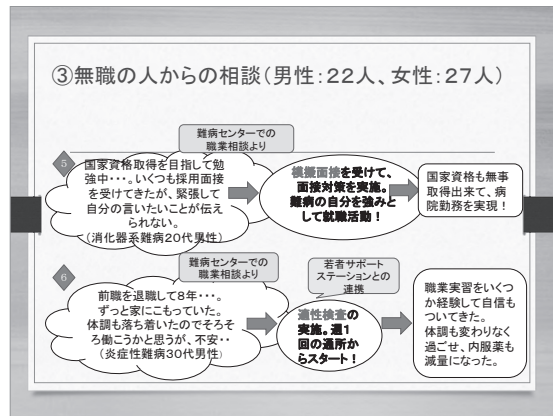 ③無職の人からの相談(男性:22人、女性:27人)
難病センターでの
職業相談より
5
国家資格取得を目指して勉
強中・・・。いくつも採用面接
を受けてきたが、緊張して
自分の言いたいことが伝え
られない。
(消化器系難病20代男性)
模擬面接を受けて、
面接対策を実施。
難病の自分を強みと
して就職活動!
国家資格も無事
取得出来て、病
院勤務を実現!
難病センターでの
職業相談より
若者サポート
ステーションとの
連携
6
前職を退職して8年・・・。
ずっと家にこもっていた。
体調も落ち着いたのでそろそ
ろ働こうかと思うが、不安・・
(炎症性難病30代男性)
適性検査の
実施。週1
回の通所か
らスタート!
職業実習をいくつ
か経験して自信も
ついてきた。
体調も変わりなく
過ごせ、内服薬も
減量になった。